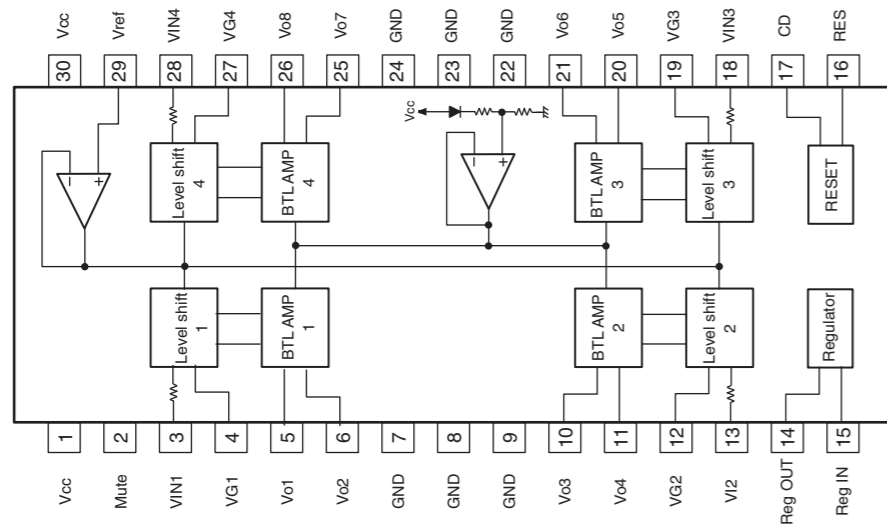 Vcc Vref VIN4 VG4 Vo8 Vo7 GND GND GND Vo6 Vo5 VG3 VIN3 CD RES
30 29 28 27 26 25 24 23 22 21 20 19 18 17 16
Vcc
− +
− +
Level shift 4
BTL AMP 4
BTL AMP 3
Level shift 3
RESET
Level shift 1
BTL AMP 1
BTL AMP 2
Level shift 2
Regulator
1 2 3 4 5 6 7 8 9 10 11 12 13 14 15
Vcc Mute VIN1 VG1 Vo1 Vo2 GND GND GND Vo3 Vo4 VG2 VI2 Reg OUT Reg IN